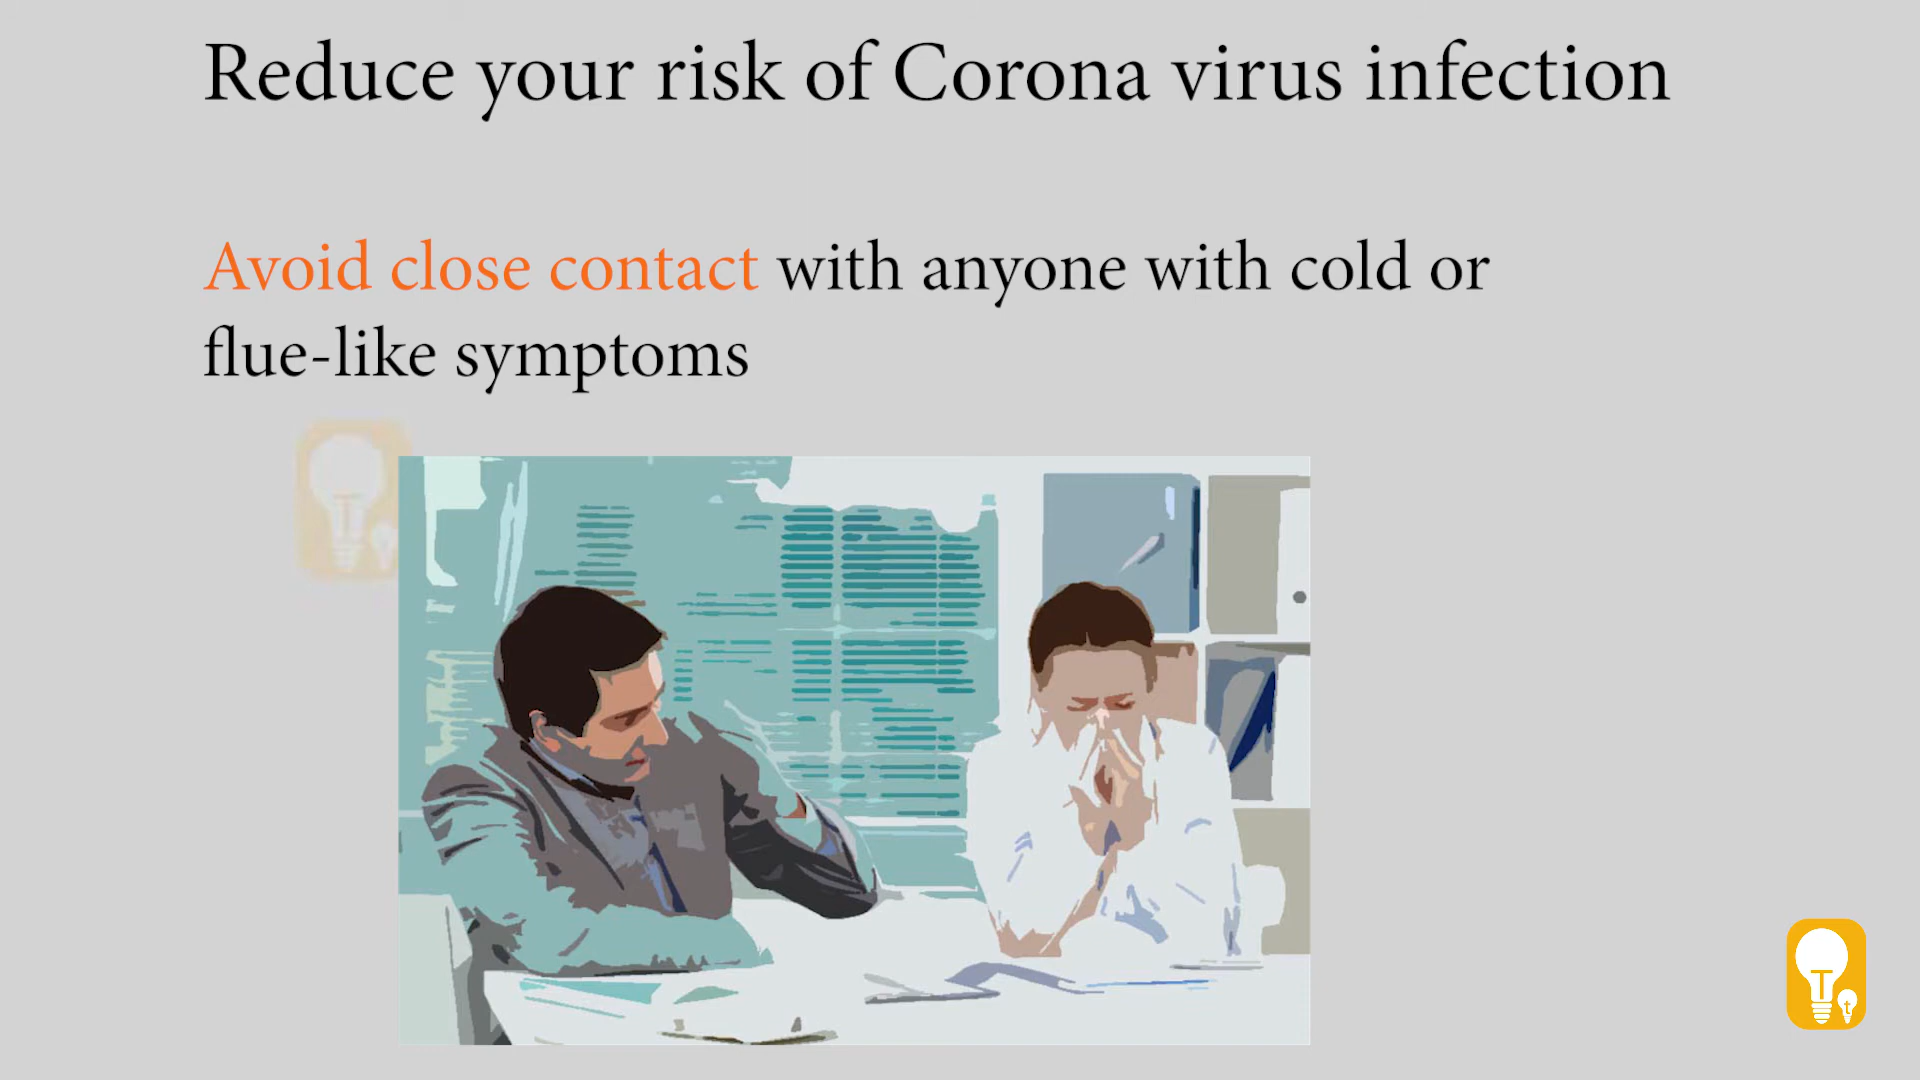 Reduce your risk of Corona virus infection
Avoid close contact with anyone with cold or
flue-like symptoms